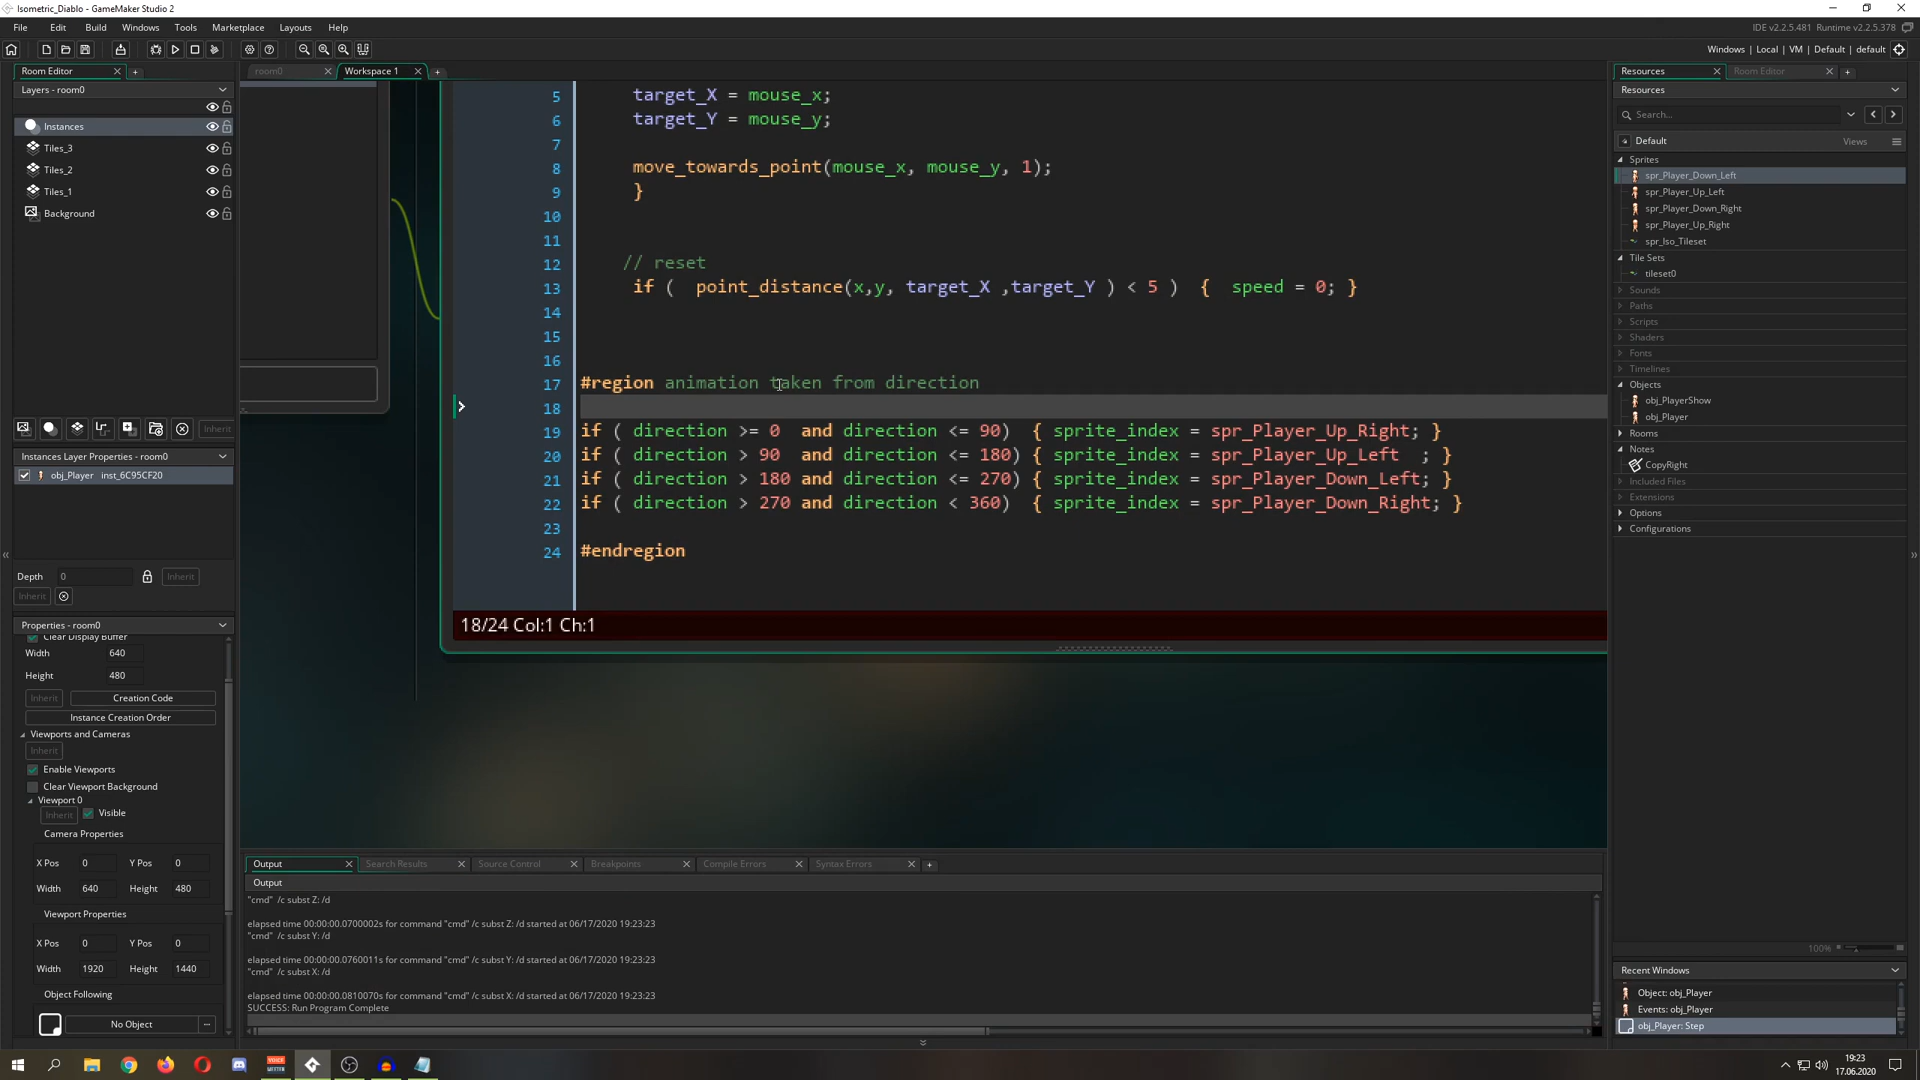 Isometric_Diablo - GameMaker Studio 2
File Edit Build Windows Tools Marketplace Layouts Help
IDE v2.2.5.481 Runtime v2.2.5.378
Windows | Local | VM | Default | default
Room Editor
Layers - room0
Instances
Tiles_3
Tiles_2
Tiles_1
Background
Inherit
Instances Layer Properties - room0
obj_Player inst_6C95CF20
Depth 0 Inherit
Inherit
Properties - room0
Clear Display Buffer
Width 640
Height 480
Inherit Creation Code
Instance Creation Order
Viewports and Cameras
Inherit
Enable Viewports
Clear Viewport Background
Viewport 0
Inherit Visible
Camera Properties
X Pos 0 Y Pos 0
Width 640 Height 480
Viewport Properties
X Pos 0 Y Pos 0
Width 1920 Height 1440
Object Following
No Object ...
room0
Workspace 1
5 target_X = mouse_x;
6 target_Y = mouse_y;
7
8 move_towards_point(mouse_x, mouse_y, 1);
9 }
10
11
12 // reset
13 if (  point_distance(x,y, target_X ,target_Y ) < 5 )  {  speed = 0; }
14
15
16
17 #region animation taken from direction
18
19 if ( direction >= 0  and direction <= 90)  { sprite_index = spr_Player_Up_Right; }
20 if ( direction > 90  and direction <= 180) { sprite_index = spr_Player_Up_Left  ; }
21 if ( direction > 180 and direction <= 270) { sprite_index = spr_Player_Down_Left; }
22 if ( direction > 270 and direction < 360)  { sprite_index = spr_Player_Down_Right; }
23
24 #endregion
18/24 Col:1 Ch:1
Output Search Results Source Control Breakpoints Compile Errors Syntax Errors
Output
"cmd"  /c subst Z: /d
elapsed time 00:00:00.0700002s for command "cmd" /c subst Z: /d started at 06/17/2020 19:23:23
"cmd"  /c subst Y: /d
elapsed time 00:00:00.0760011s for command "cmd" /c subst Y: /d started at 06/17/2020 19:23:23
"cmd"  /c subst X: /d
elapsed time 00:00:00.0810070s for command "cmd" /c subst X: /d started at 06/17/2020 19:23:23
SUCCESS: Run Program Complete
Resources
Room Editor
Resources
Search...
Default Views
Sprites
spr_Player_Down_Left
spr_Player_Up_Left
spr_Player_Down_Right
spr_Player_Up_Right
spr_Iso_Tileset
Tile Sets
tileset0
Sounds
Paths
Scripts
Shaders
Fonts
Timelines
Objects
obj_PlayerShow
obj_Player
Rooms
Notes
CopyRight
Included Files
Extensions
Options
Configurations
100%
Recent Windows
Object: obj_Player
Events: obj_Player
obj_Player: Step
19:23
17.06.2020